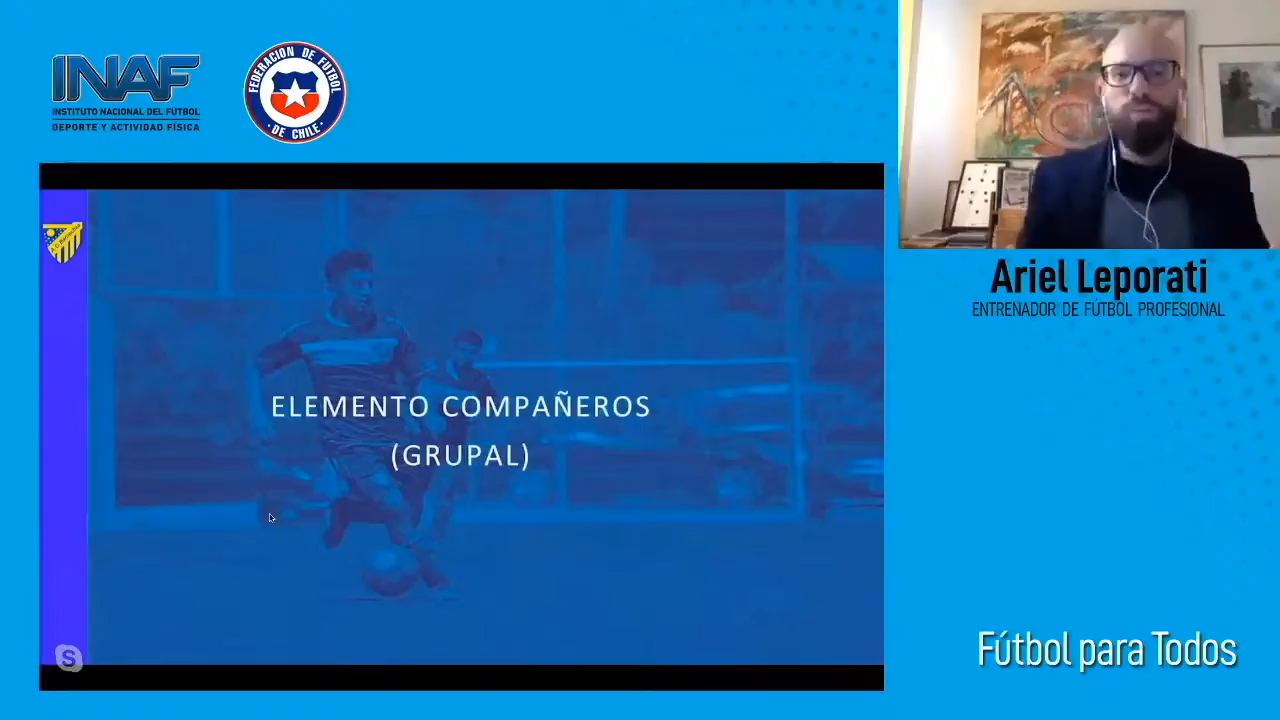 INAF
INSTITUTO NACIONAL DEL FÚTBOL
DEPORTE Y ACTIVIDAD FÍSICA
FEDERACION DE FUTBOL
DE CHILE
ELEMENTO COMPAÑEROS
(GRUPAL)
Ariel Leporati
ENTRENADOR DE FÚTBOL PROFESIONAL
Fútbol para Todos